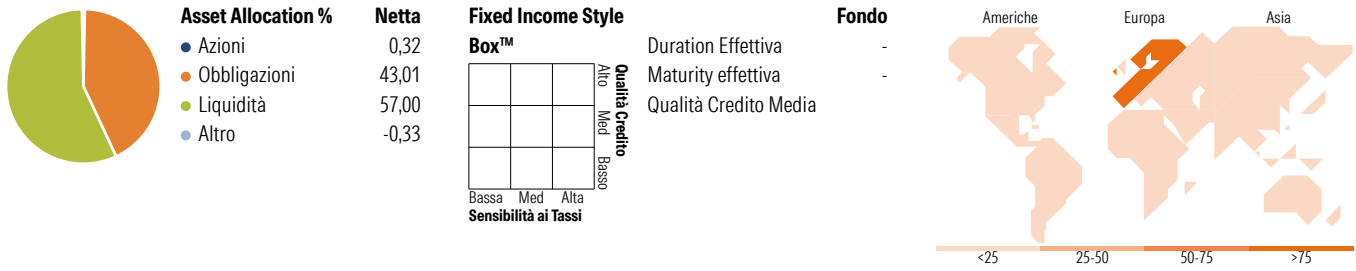 Asset Allocation % Netta
Azioni 0,32
Obbligazioni 43,01
Liquidità 57,00
Altro -0,33
Fixed Income Style Box™
Alto
Med
Basso
Qualità Credito
Bassa Med Alta
Sensibilità ai Tassi
Fondo
Duration Effettiva -
Maturity effettiva -
Qualità Credito Media
Americhe Europa Asia
<25 25-50 50-75 >75